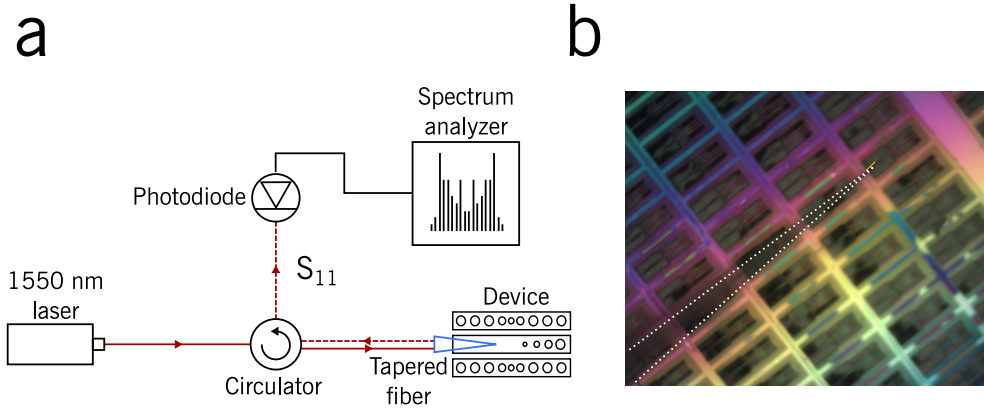 a
b
Spectrum
analyzer
Photodiode
S11
1550 nm
laser
Device
Circulator
Tapered
fiber